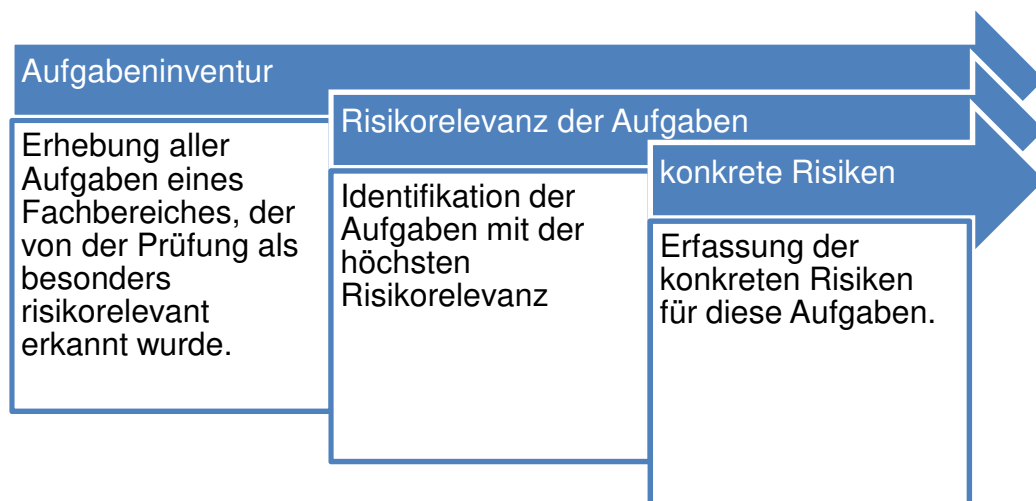 Aufgabeninventur
Erhebung aller
Aufgaben eines
Fachbereiches, der
von der Prüfung als
besonders
risikorelevant
erkannt wurde.
Risikorelevanz der Aufgaben
Identifikation der
Aufgaben mit der
höchsten
Risikorelevanz
konkrete Risiken
Erfassung der
konkreten Risiken
für diese Aufgaben.